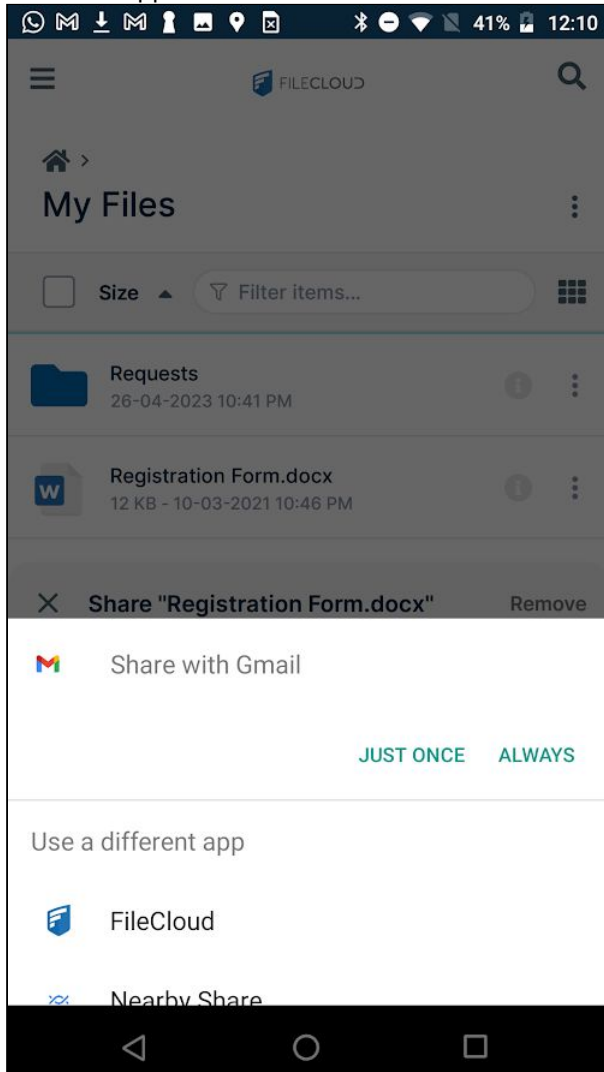 41% 12:10
FILECLOUD
My Files
Size Filter items...
Requests
26-04-2023 10:41 PM
W
Registration Form.docx
12 KB - 10-03-2021 10:46 PM
Share "Registration Form.docx" Remove
Share with Gmail
JUST ONCE ALWAYS
Use a different app
FileCloud
Nearby Share